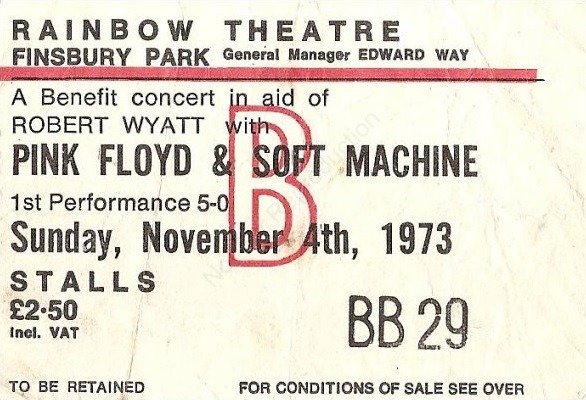 RAINBOW THEATRE
FINSBURY PARK General Manager EDWARD WAY
A Benefit concert in aid of
ROBERT WYATT with
PINK FLOYD & SOFT MACHINE
B
1st Performance 5-0
Sunday, November 4th, 1973
STALLS
£2·50
Incl. VAT
BB 29
TO BE RETAINED FOR CONDITIONS OF SALE SEE OVER